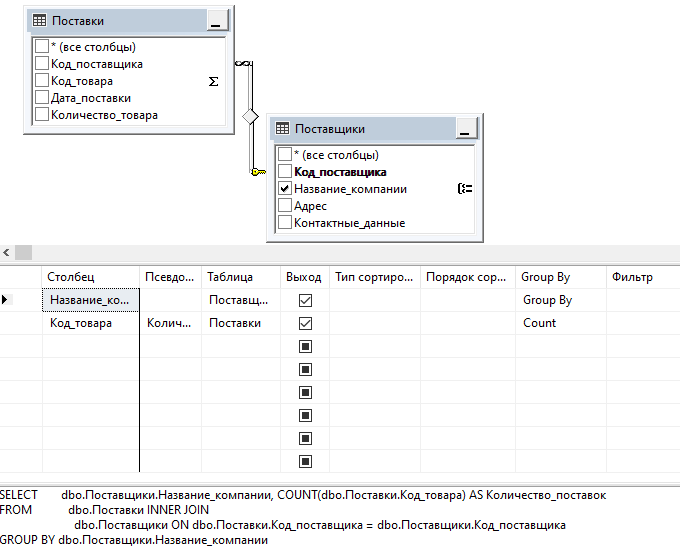 Поставки
* (все столбцы)
Код_поставщика
Код_товара
Дата_поставки
Количество_товара
Поставщики
* (все столбцы)
Код_поставщика
Название_компании
Адрес
Контактные_данные
Столбец Псевдо... Таблица Выход Тип сортиро... Порядок сор... Group By Фильтр
Название_ко... Поставщ... Group By
Код_товара Колич... Поставки Count
SELECT dbo.Поставщики.Название_компании, COUNT(dbo.Поставки.Код_товара) AS Количество_поставок
FROM dbo.Поставки INNER JOIN
dbo.Поставщики ON dbo.Поставки.Код_поставщика = dbo.Поставщики.Код_поставщика
GROUP BY dbo.Поставщики.Название_компании